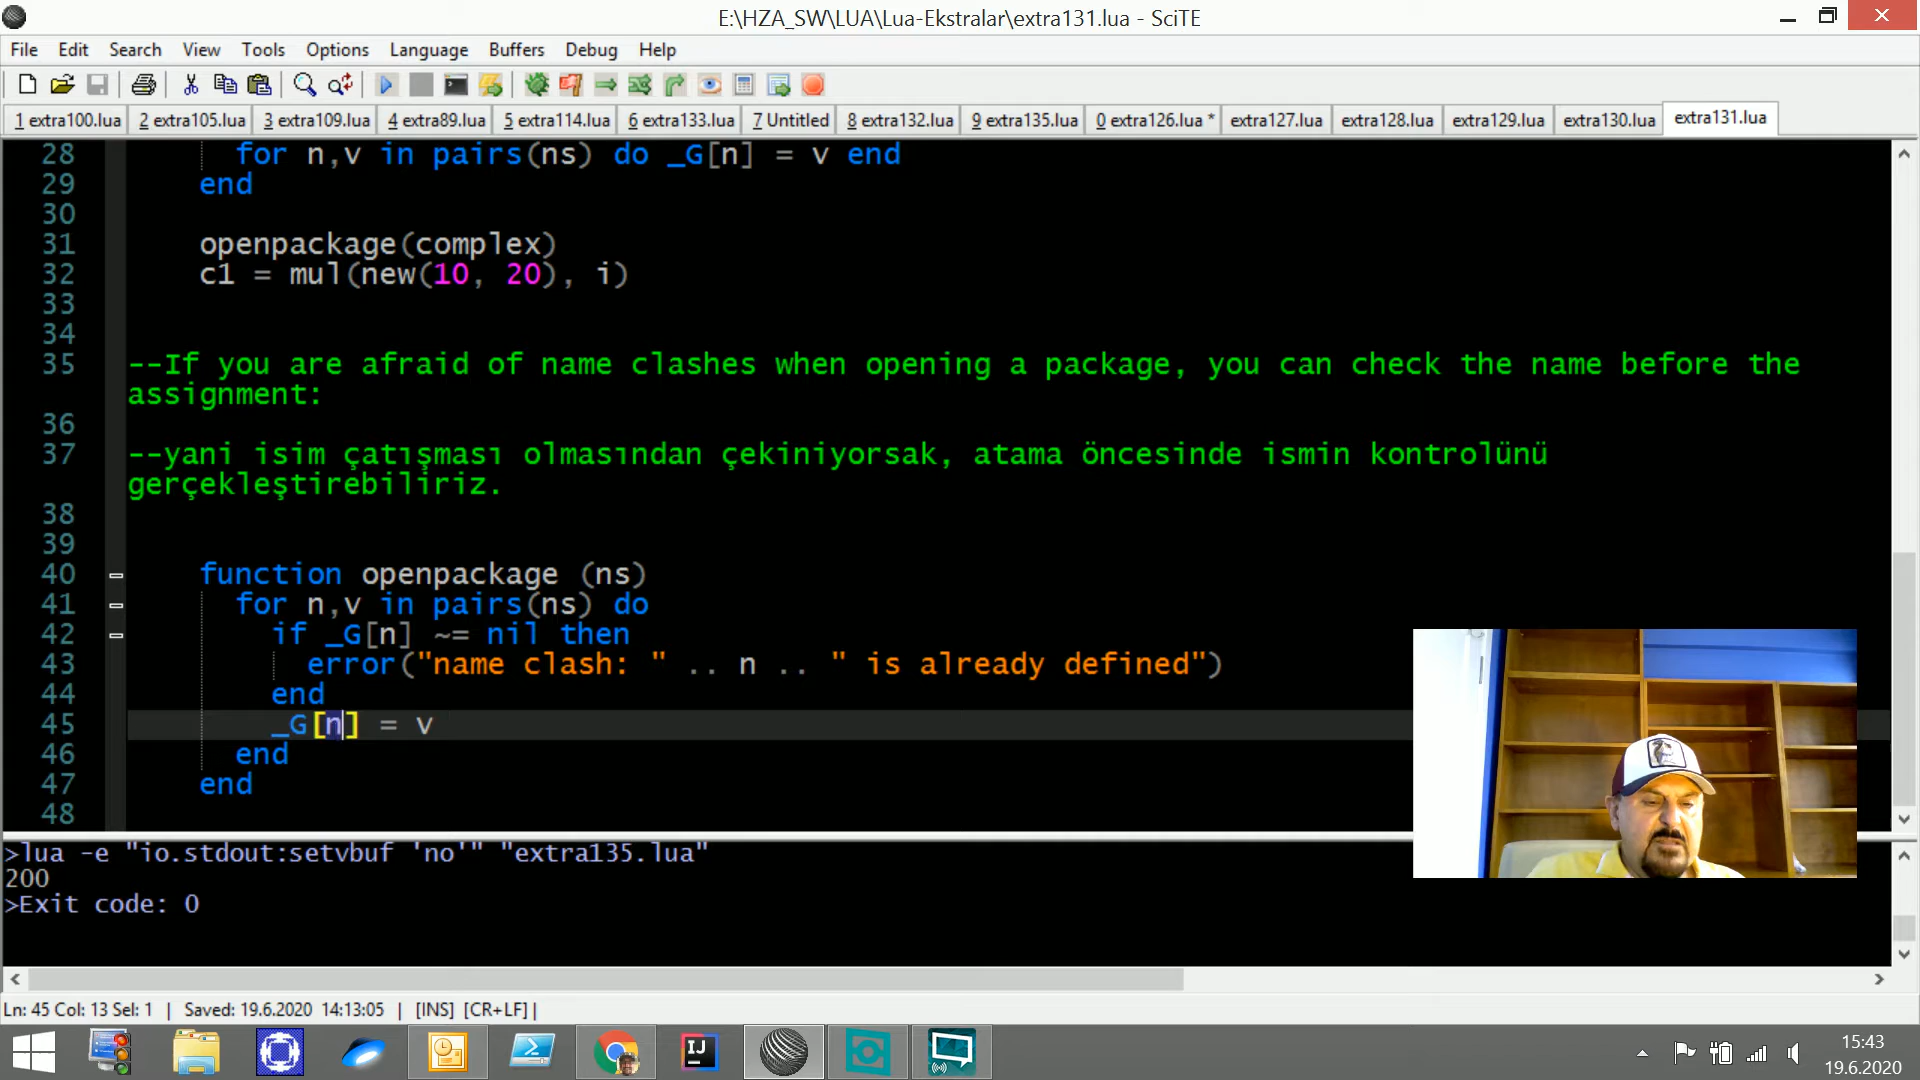 E:\HZA_SW\LUA\Lua-Ekstralar\extra131.lua - SciTE
File Edit Search View Tools Options Language Buffers Debug Help
1 extra100.lua 2 extra105.lua 3 extra109.lua 4 extra89.lua 5 extra114.lua 6 extra133.lua 7 Untitled 8 extra132.lua 9 extra135.lua 0 extra126.lua * extra127.lua extra128.lua extra129.lua extra130.lua extra131.lua
28 for n,v in pairs(ns) do _G[n] = v end
29 end
30
31 openpackage(complex)
32 c1 = mul(new(10, 20), i)
33
34
35 --If you are afraid of name clashes when opening a package, you can check the name before the
assignment:
36
37 --yani isim çatışması olmasından çekiniyorsak, atama öncesinde ismin kontrolünü
gerçekleştirebiliriz.
38
39
40 function openpackage (ns)
41 for n,v in pairs(ns) do
42 if _G[n] ~= nil then
43 error("name clash: " .. n .. " is already defined")
44 end
45 _G[n] = v
46 end
47 end
48
>lua -e "io.stdout:setvbuf 'no'" "extra135.lua"
200
>Exit code: 0
Ln: 45 Col: 13 Sel: 1 | Saved: 19.6.2020 14:13:05 | [INS] [CR+LF] |
IJ
15:43
19.6.2020